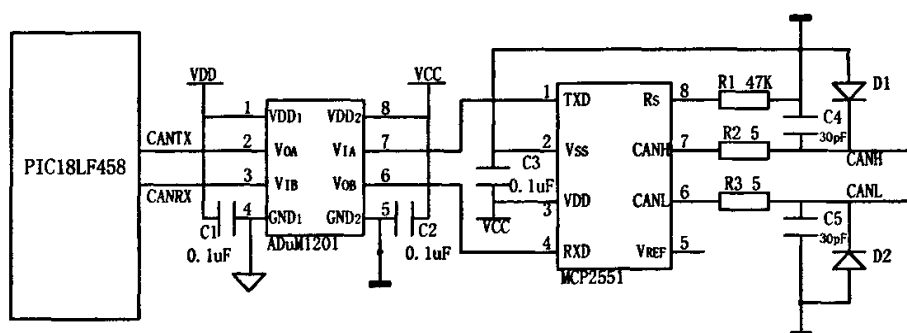 PIC18LF458
CANTX
CANRX
VDD
1
2
3
4
VDD1
VOA
VIB
GND1
VDD2
VIA
VOB
GND2
8
7
6
5
ADuM1201
C1
0.1uF
VCC
C2
0.1uF
C3
0.1uF
VCC
1
2
3
4
TXD
VSS
VDD
RXD
RS
CANH
CANL
VREF
8
7
6
5
MCP2551
R1 47K
R2 5
R3 5
C4
30pF
D1
CANH
CANL
C5
30pF
D2